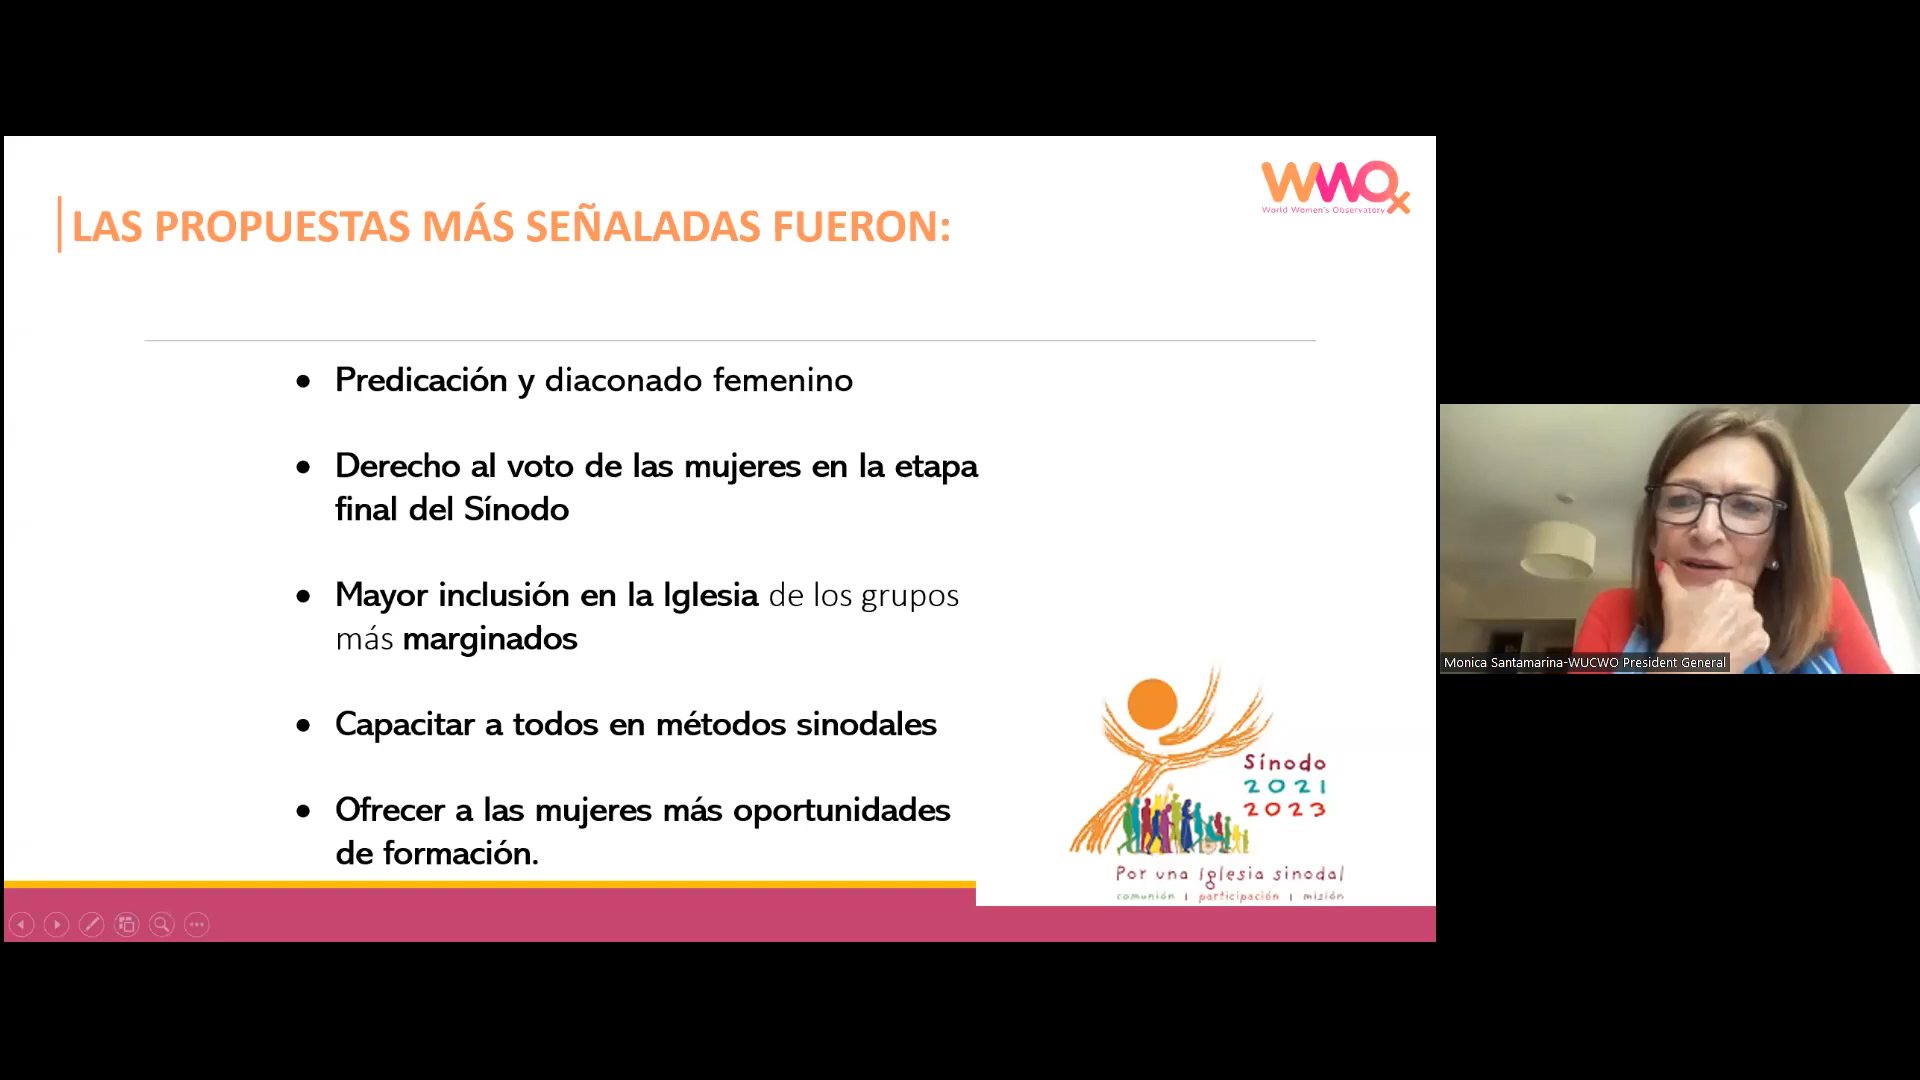 WWO
World Women's Observatory
LAS PROPUESTAS MÁS SEÑALADAS FUERON:
• Predicación y diaconado femenino
• Derecho al voto de las mujeres en la etapa
final del Sínodo
• Mayor inclusión en la Iglesia de los grupos
más marginados
• Capacitar a todos en métodos sinodales
• Ofrecer a las mujeres más oportunidades
de formación.
Sínodo
2021
2023
Por una Iglesia sinodal
comunión | participación | misión
Monica Santamarina-WUCWO President General